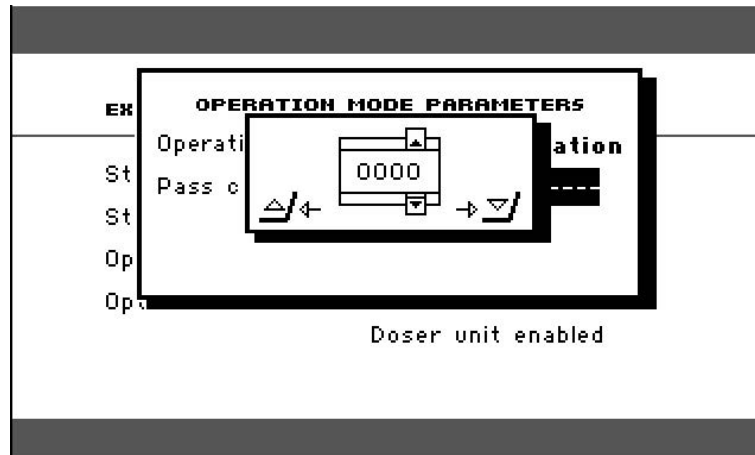 OPERATION MODE PARAMETERS
EX
Operati ation
0000
St
Pass c ----
St
Op
Op
Doser unit enabled